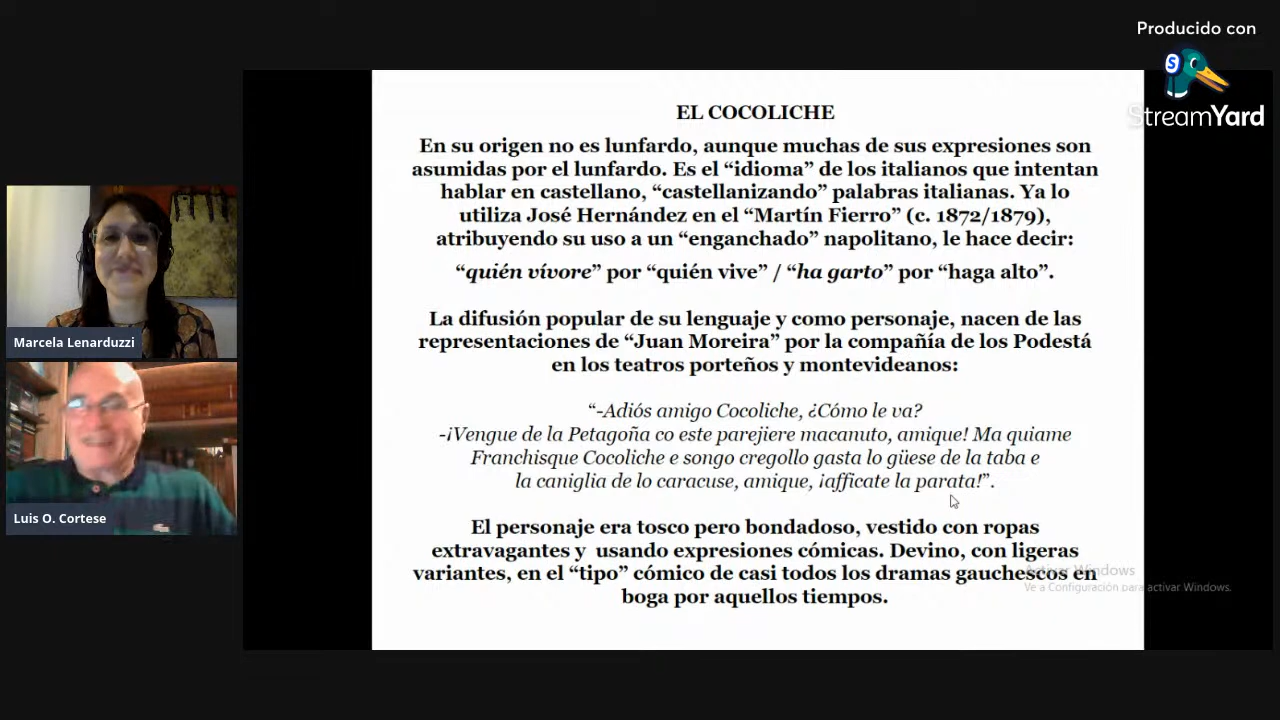 Producido con
StreamYard
EL COCOLICHE
En su origen no es lunfardo, aunque muchas de sus expresiones son
asumidas por el lunfardo. Es el “idioma” de los italianos que intentan
hablar en castellano, “castellanizando” palabras italianas. Ya lo
utiliza José Hernández en el “Martín Fierro” (c. 1872/1879),
atribuyendo su uso a un “enganchado” napolitano, le hace decir:
“quién vívore” por “quién vive” / “ha garto” por “haga alto”.
La difusión popular de su lenguaje y como personaje, nacen de las
representaciones de “Juan Moreira” por la compañía de los Podestá
en los teatros porteños y montevideanos:
“-Adiós amigo Cocoliche, ¿Cómo le va?
-¡Vengue de la Petagoña co este parejiere macanuto, amique! Ma quiame
Franchisque Cocoliche e songo cregollo gasta lo güese de la taba e
la caniglia de lo caracuse, amique, ¡afficate la parata!”.
El personaje era tosco pero bondadoso, vestido con ropas
extravagantes y usando expresiones cómicas. Devino, con ligeras
variantes, en el “tipo” cómico de casi todos los dramas gauchescos en
boga por aquellos tiempos.
Activar Windows
Ve a Configuración para activar Windows.
Marcela Lenarduzzi
Luis O. Cortese